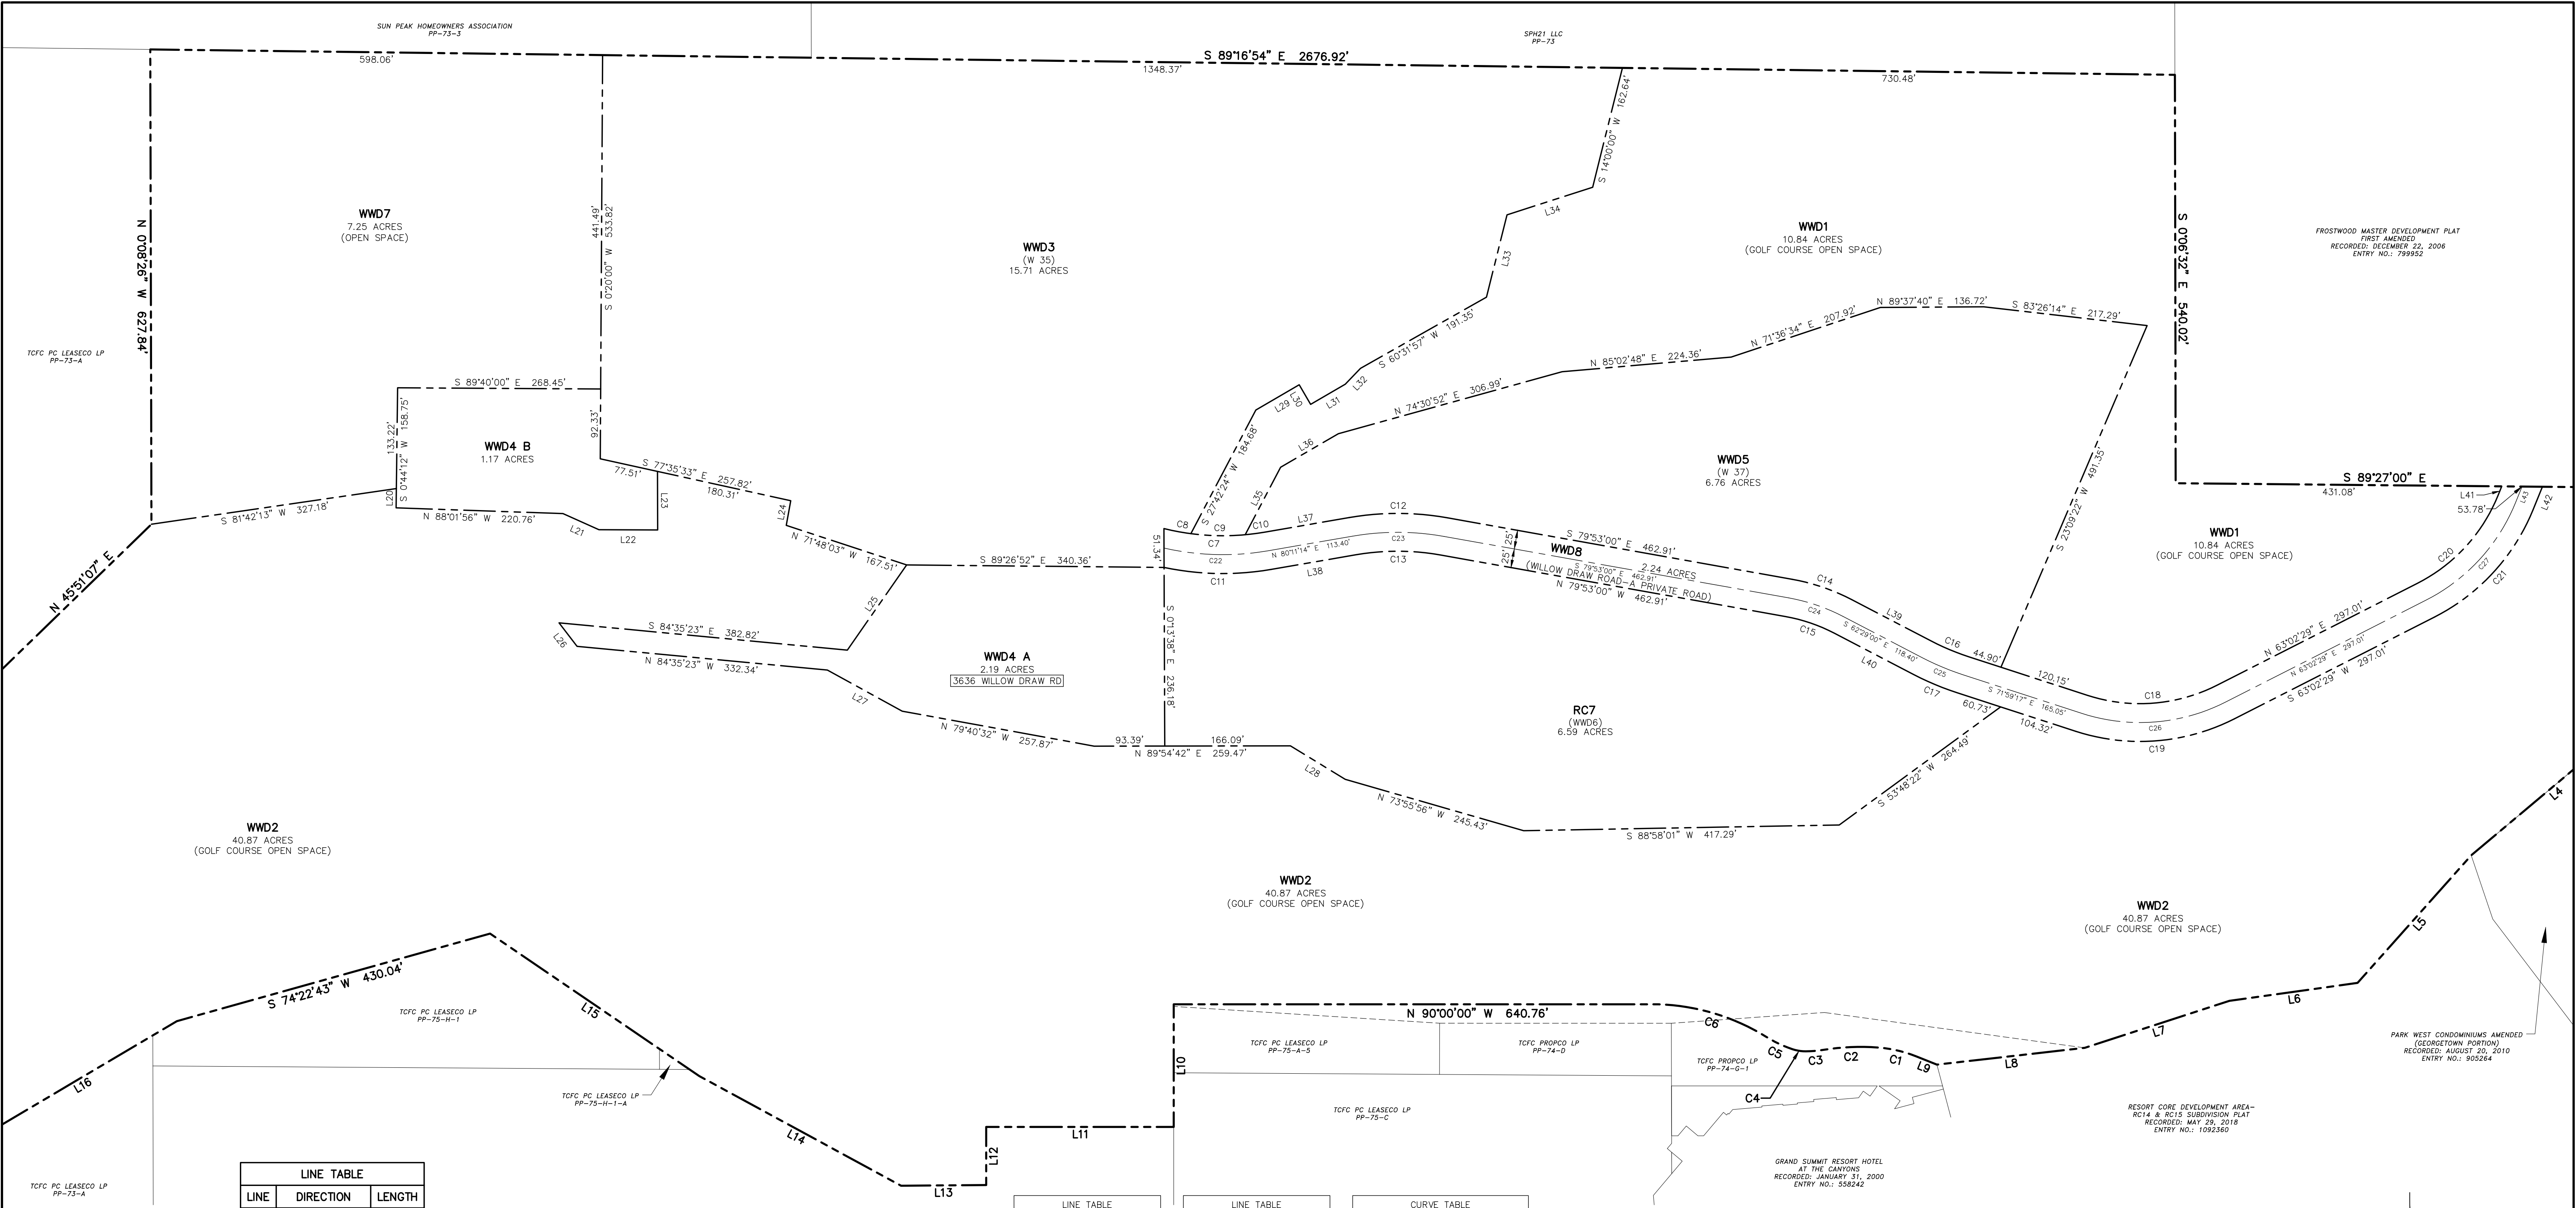 SUN PEAK HOMEOWNERS ASSOCIATION
PP-73-3
SPH21 LLC
PP-73
S 89°16'54" E 2676.92'
598.06'
1348.37'
730.48'
N 0°08'26" W 627.84'
WWD7
7.25 ACRES
(OPEN SPACE)
441.49'
S 0°20'00" W 533.82'
WWD3
(W 35)
15.71 ACRES
S 14°00'00" W 162.64'
L34
L33
WWD1
10.84 ACRES
(GOLF COURSE OPEN SPACE)
S 0°06'32" E 540.02'
FROSTWOOD MASTER DEVELOPMENT PLAT
FIRST AMENDED
RECORDED: DECEMBER 22, 2006
ENTRY NO.: 799952
TCFC PC LEASECO LP
PP-73-A
S 89°40'00" E 268.45'
133.22'
S 0°44'12" W 158.75'
92.33'
WWD4 B
1.17 ACRES
L20
S 81°42'13" W 327.18'
N 88°01'56" W 220.76'
L21
L22
L23
77.51'
S 77°35'33" E 257.82'
180.31'
L24
N 71°48'03" W 167.51'
N 45°51'07" E
S 60°31'57" W 191.35'
L32
L31
L30
L29
S 27°42'24" W 184.68'
L35
L36
N 74°30'52" E 306.99'
N 85°02'48" E 224.36'
N 71°36'34" E 207.92'
N 89°37'40" E 136.72'
S 83°26'14" E 217.29'
WWD5
(W 37)
6.76 ACRES
S 23°09'22" W 491.35'
S 89°27'00" E
431.08'
L41
53.78'
L43
L42
WWD1
10.84 ACRES
(GOLF COURSE OPEN SPACE)
C20
C27
C21
S 89°26'52" E 340.36'
51.34'
C8
C9
C7
C10
C22
C11
L37
N 80°11'14" E 113.40'
L38
C12
C23
C13
25'
25'
S 79°53'00" E 462.91'
WWD8
2.24 ACRES
S 79°53'00" E 462.91'
(WILLOW DRAW ROAD-A PRIVATE ROAD)
N 79°53'00" W 462.91'
C14
C24
C15
L39
S 62°29'00" E 118.40'
L40
C16
C25
C17
44.90'
120.15'
S 71°59'17" E 165.05'
60.73'
104.32'
C18
C26
C19
N 63°02'29" E 297.01'
N 63°02'29" E 297.01'
S 63°02'29" W 297.01'
L25
S 84°35'23" E 382.82'
L26
N 84°35'23" W 332.34'
L27
WWD4 A
2.19 ACRES
3636 WILLOW DRAW RD
S 0°13'38" E 236.18'
N 79°40'32" W 257.87'
93.39'
166.09'
N 89°54'42" E 259.47'
L28
RC7
(WWD6)
6.59 ACRES
N 73°55'56" W 245.43'
S 88°58'01" W 417.29'
S 53°48'22" W 264.49'
WWD2
40.87 ACRES
(GOLF COURSE OPEN SPACE)
WWD2
40.87 ACRES
(GOLF COURSE OPEN SPACE)
WWD2
40.87 ACRES
(GOLF COURSE OPEN SPACE)
L4
L5
L6
L7
L8
L9
C1
C2
C3
C4
C5
C6
N 90°00'00" W 640.76'
L10
L11
L12
L13
L14
L15
S 74°22'43" W 430.04'
L16
TCFC PC LEASECO LP
PP-75-H-1
TCFC PC LEASECO LP
PP-75-H-1-A
TCFC PC LEASECO LP
PP-75-A-5
TCFC PROPCO LP
PP-74-D
TCFC PROPCO LP
PP-74-G-1
TCFC PC LEASECO LP
PP-75-C
PARK WEST CONDOMINIUMS AMENDED
(GEORGETOWN PORTION)
RECORDED: AUGUST 20, 2010
ENTRY NO.: 905264
RESORT CORE DEVELOPMENT AREA-
RC14 & RC15 SUBDIVISION PLAT
RECORDED: MAY 29, 2018
ENTRY NO.: 1092360
GRAND SUMMIT RESORT HOTEL
AT THE CANYONS
RECORDED: JANUARY 31, 2000
ENTRY NO.: 558242
TCFC PC LEASECO LP
PP-73-A
LINE TABLE
LINE DIRECTION LENGTH
LINE TABLE
LINE TABLE
CURVE TABLE